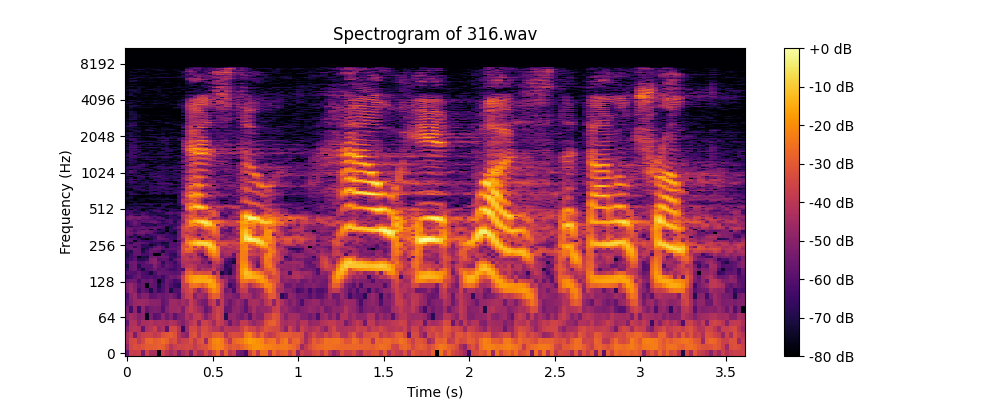 Spectrogram of 316.wav
Frequency (Hz)
8192
4096
2048
1024
512
256
128
64
0
0
0.5
1
1.5
2
2.5
3
3.5
Time (s)
+0 dB
-10 dB
-20 dB
-30 dB
-40 dB
-50 dB
-60 dB
-70 dB
-80 dB